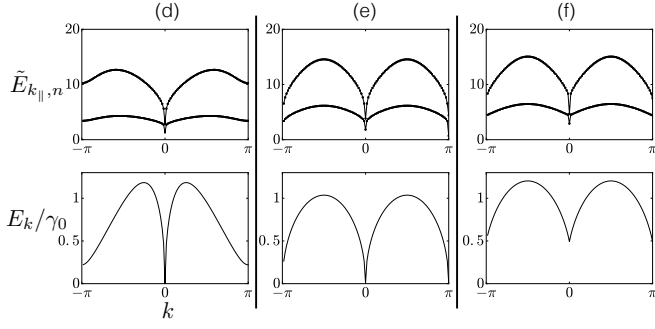 (d) (e) (f)
20 20 20
Ẽ_{k∥,n} 10 10 10
0 0 0
−π 0 π −π 0 π −π 0 π
1 1 1
E_k/γ_0 0.5 0.5 0.5
0 0 0
−π 0 π −π 0 π −π 0 π
k